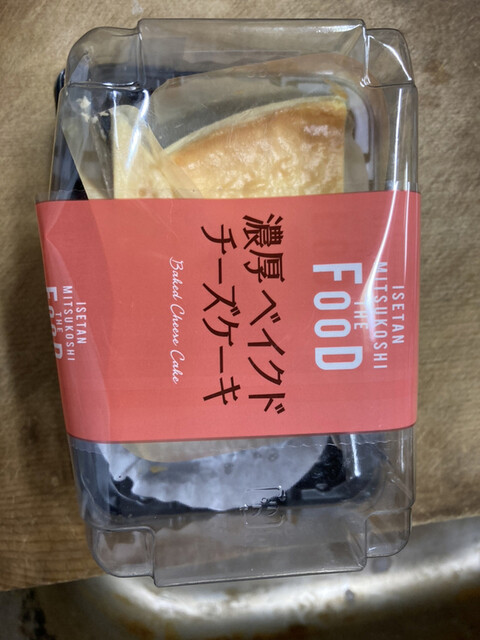 ISETAN
MITSUKOSHI
THE
FOOD
濃厚ベイクド
チーズケーキ
Baked Cheese Cake
ISETAN
MITSUKOSHI
THE
FOOD